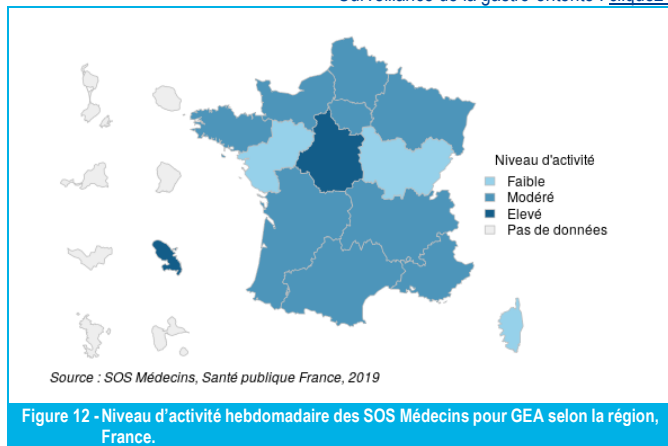 Niveau d'activité
Faible
Modéré
Elevé
Pas de données
Source : SOS Médecins, Santé publique France, 2019
Figure 12 - Niveau d’activité hebdomadaire des SOS Médecins pour GEA selon la région,
France.